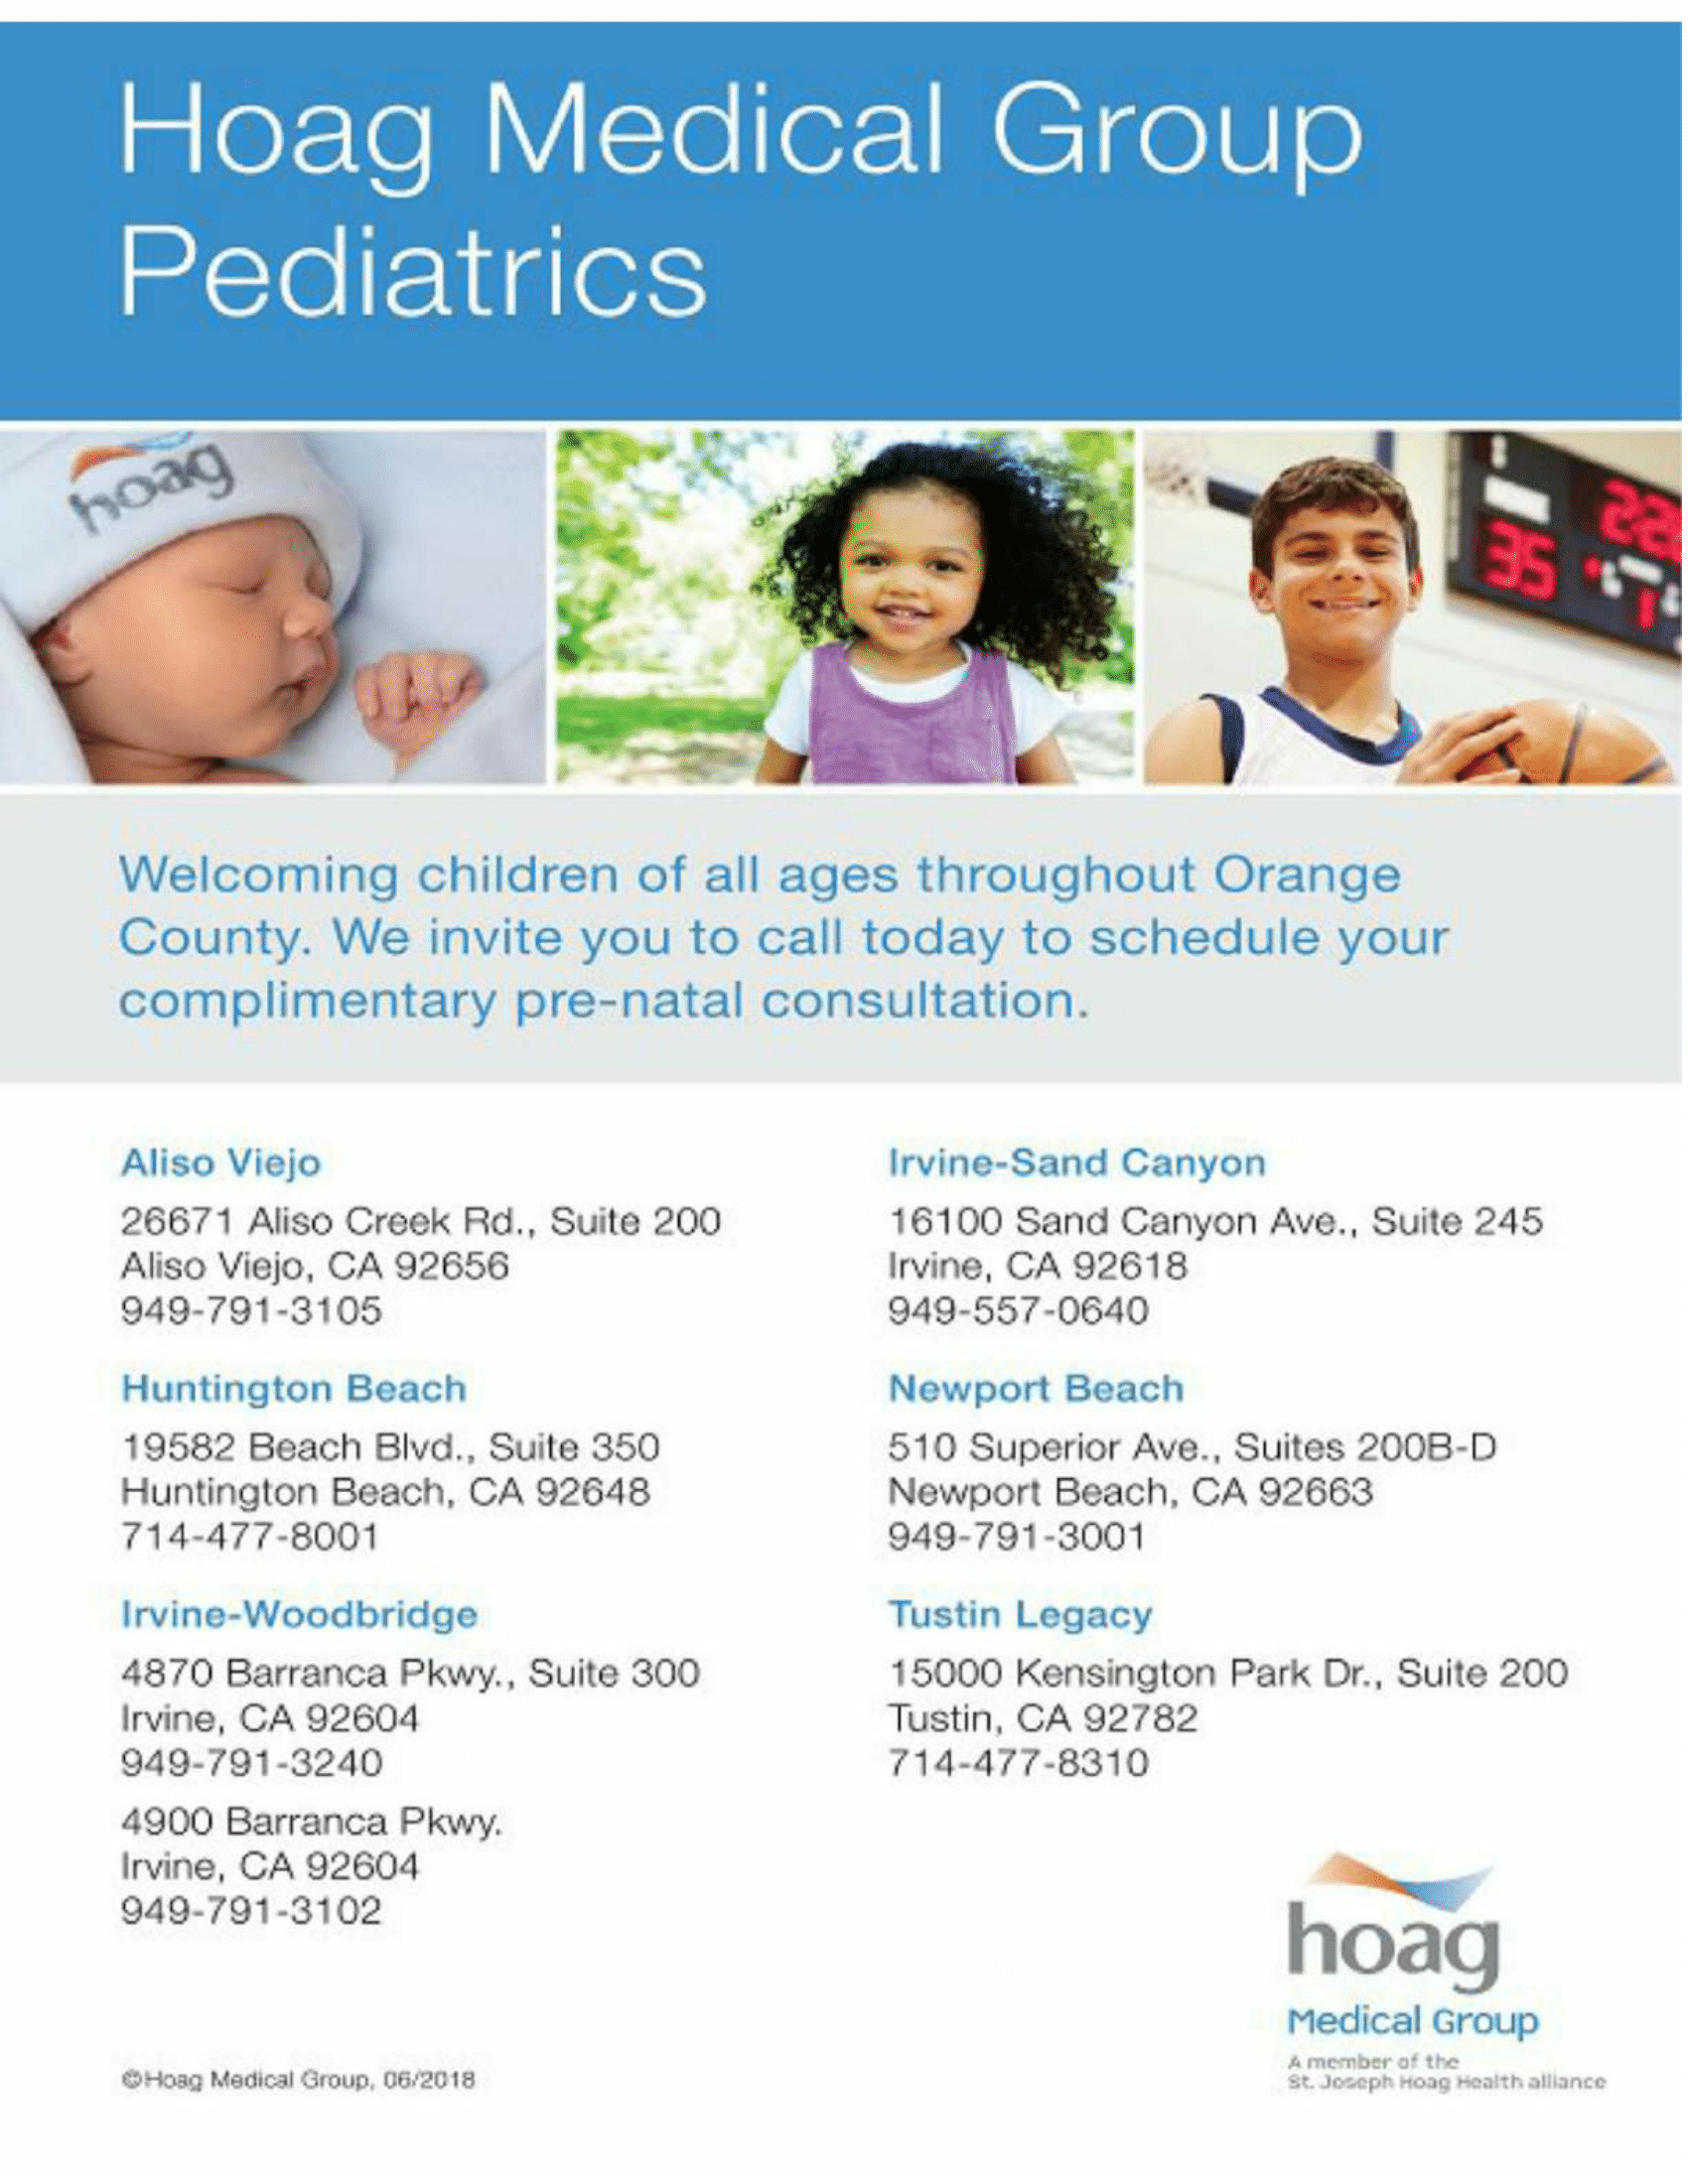 Hoag Medical Group
Pediatrics
hoag
35
22
1
Welcoming children of all ages throughout Orange
County. We invite you to call today to schedule your
complimentary pre-natal consultation.
Aliso Viejo
26671 Aliso Creek Rd., Suite 200
Aliso Viejo, CA 92656
949-791-3105
Huntington Beach
19582 Beach Blvd., Suite 350
Huntington Beach, CA 92648
714-477-8001
Irvine-Woodbridge
4870 Barranca Pkwy., Suite 300
Irvine, CA 92604
949-791-3240
4900 Barranca Pkwy.
Irvine, CA 92604
949-791-3102
Irvine-Sand Canyon
16100 Sand Canyon Ave., Suite 245
Irvine, CA 92618
949-557-0640
Newport Beach
510 Superior Ave., Suites 200B-D
Newport Beach, CA 92663
949-791-3001
Tustin Legacy
15000 Kensington Park Dr., Suite 200
Tustin, CA 92782
714-477-8310
hoag
Medical Group
A member of the
St. Joseph Hoag Health alliance
©Hoag Medical Group, 06/2018